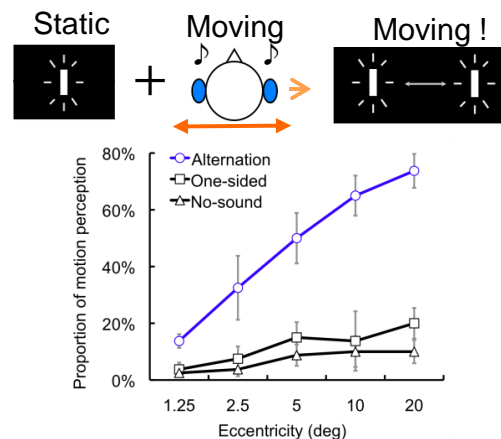 Static
Moving
Moving !
Proportion of motion perception
80%
60%
40%
20%
0%
Alternation
One-sided
No-sound
1.25 2.5 5 10 20
Eccentricity (deg)